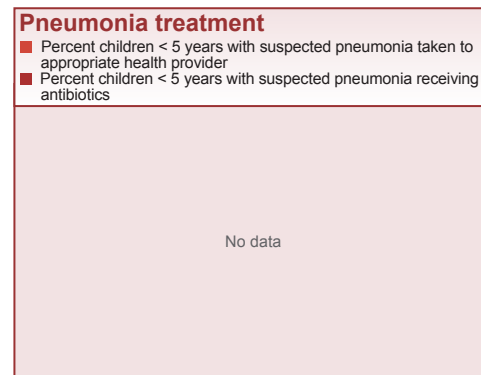 Pneumonia treatment
Percent children < 5 years with suspected pneumonia taken to
appropriate health provider
Percent children < 5 years with suspected pneumonia receiving
antibiotics
No data